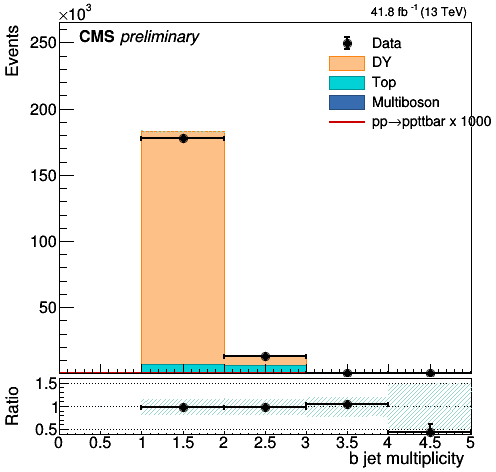 ×10³
41.8 fb⁻¹ (13 TeV)
CMS preliminary
Events
250
200
150
100
50
Data
DY
Top
Multiboson
pp→ppttbar x 1000
Ratio
1.5
1
0.5
0 0.5 1 1.5 2 2.5 3 3.5 4 4.5 5
b jet multiplicity